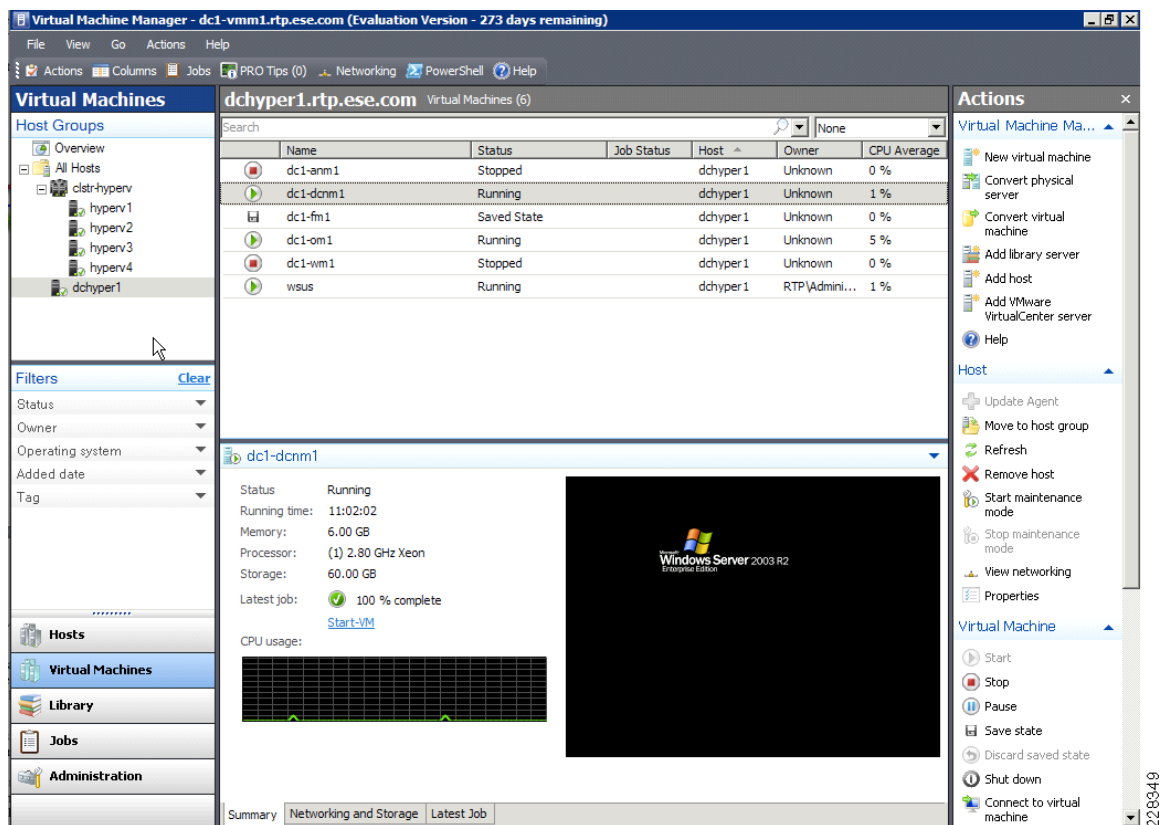 Virtual Machine Manager - dc1-vmm1.rtp.ese.com (Evaluation Version - 273 days remaining)
File View Go Actions Help
Actions Columns Jobs PRO Tips (0) Networking PowerShell Help
Virtual Machines
Host Groups
Overview
All Hosts
clstr-hyperv
hyperv1
hyperv2
hyperv3
hyperv4
dchyper1
Filters Clear
Status
Owner
Operating system
Added date
Tag
Hosts
Virtual Machines
Library
Jobs
Administration
dchyper1.rtp.ese.com Virtual Machines (6)
Search None
Name Status Job Status Host Owner CPU Average
dc1-anm1 Stopped dchyper1 Unknown 0 %
dc1-dcnm1 Running dchyper1 Unknown 1 %
dc1-fm1 Saved State dchyper1 Unknown 0 %
dc1-om1 Running dchyper1 Unknown 5 %
dc1-wm1 Stopped dchyper1 Unknown 0 %
wsus Running dchyper1 RTP\Admini... 1 %
dc1-dcnm1
Status Running
Running time: 11:02:02
Memory: 6.00 GB
Processor: (1) 2.80 GHz Xeon
Storage: 60.00 GB
Latest job: 100 % complete
Start-VM
CPU usage:
Microsoft
Windows Server 2003 R2
Enterprise Edition
Summary Networking and Storage Latest Job
Actions
Virtual Machine Ma...
New virtual machine
Convert physical
server
Convert virtual
machine
Add library server
Add host
Add VMware
VirtualCenter server
Help
Host
Update Agent
Move to host group
Refresh
Remove host
Start maintenance
mode
Stop maintenance
mode
View networking
Properties
Virtual Machine
Start
Stop
Pause
Save state
Discard saved state
Shut down
Connect to virtual
machine
228349